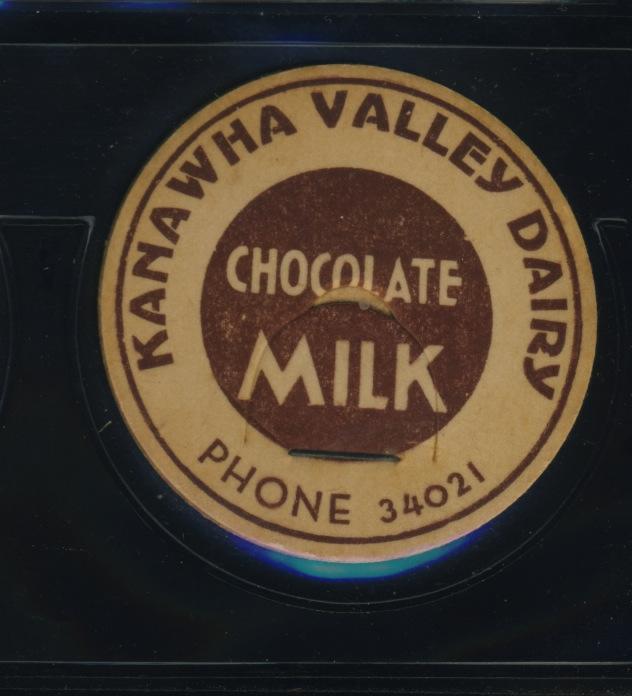 KANAWHA VALLEY DAIRY
CHOCOLATE
MILK
PHONE 34021